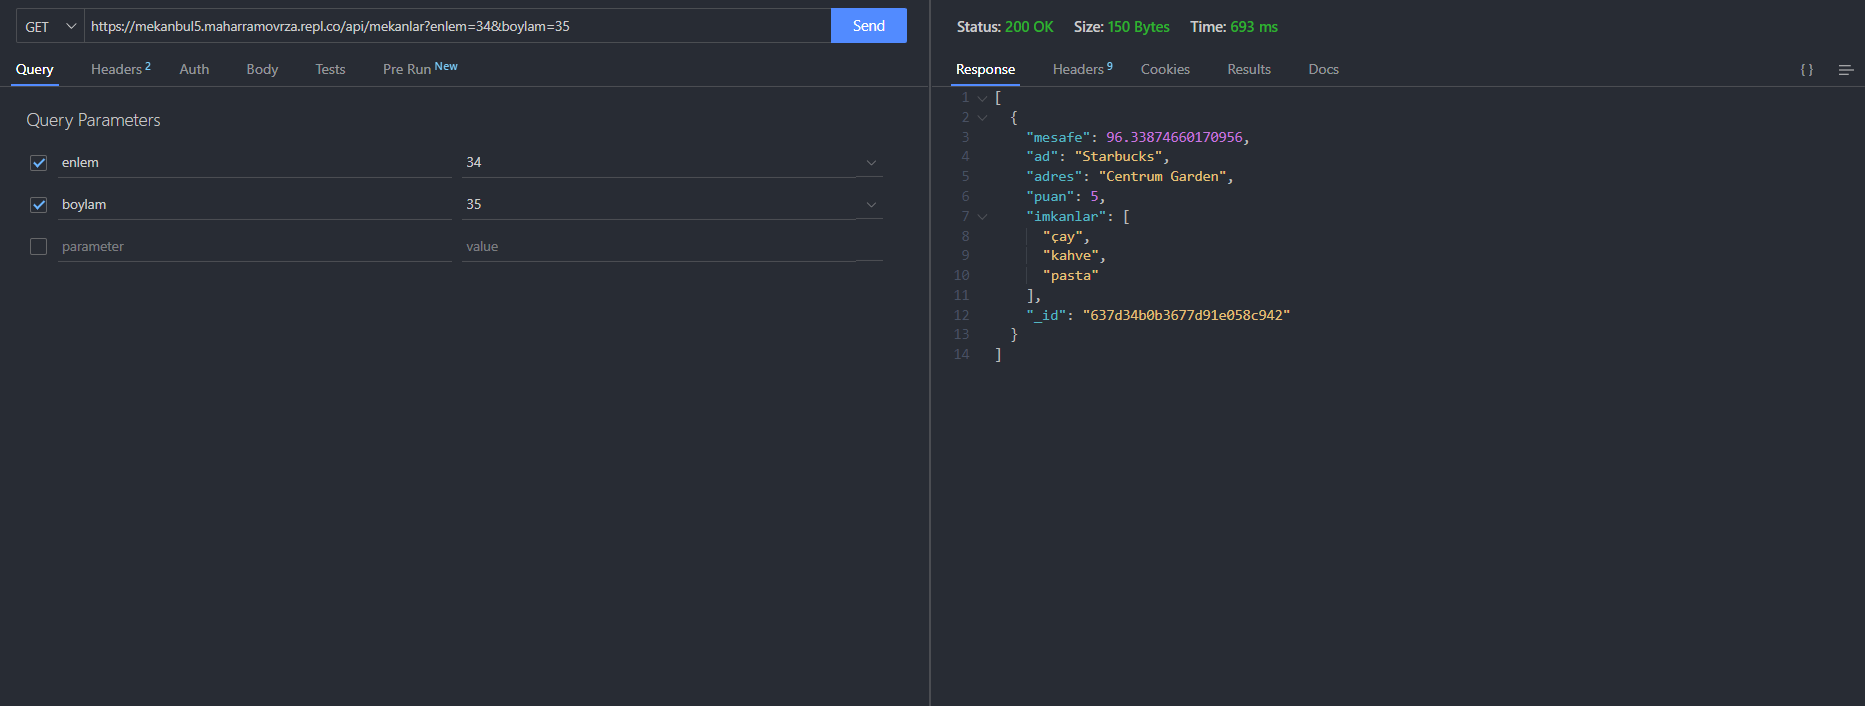 GET https://mekanbul5.maharramovrza.repl.co/api/mekanlar?enlem=34&boylam=35 Send
Query Headers 2 Auth Body Tests Pre Run New
Query Parameters
enlem 34
boylam 35
parameter value
Status: 200 OK Size: 150 Bytes Time: 693 ms
Response Headers 9 Cookies Results Docs {}
1 [
2 {
3 "mesafe": 96.33874660170956,
4 "ad": "Starbucks",
5 "adres": "Centrum Garden",
6 "puan": 5,
7 "imkanlar": [
8 "çay",
9 "kahve",
10 "pasta"
11 ],
12 "_id": "637d34b0b3677d91e058c942"
13 }
14 ]